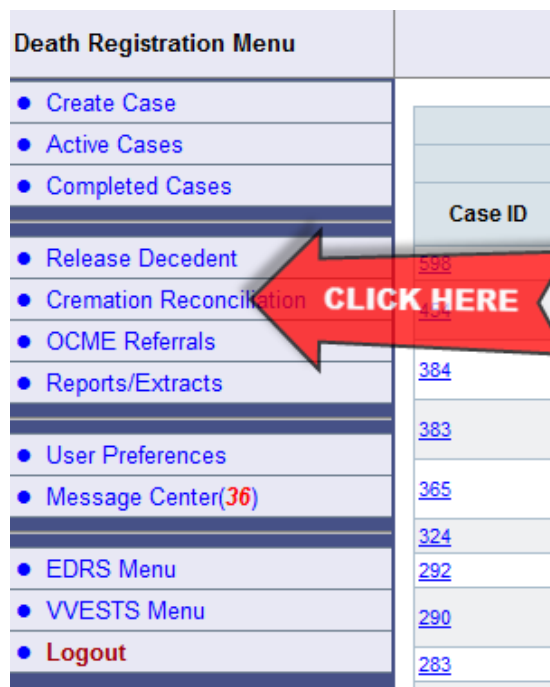 Death Registration Menu
Create Case
Active Cases
Completed Cases
Case ID
Release Decedent
598
Cremation Reconciliation
CLICK HERE
434
OCME Referrals
384
Reports/Extracts
383
User Preferences
Message Center(36)
365
324
EDRS Menu
292
VVESTS Menu
290
Logout
283